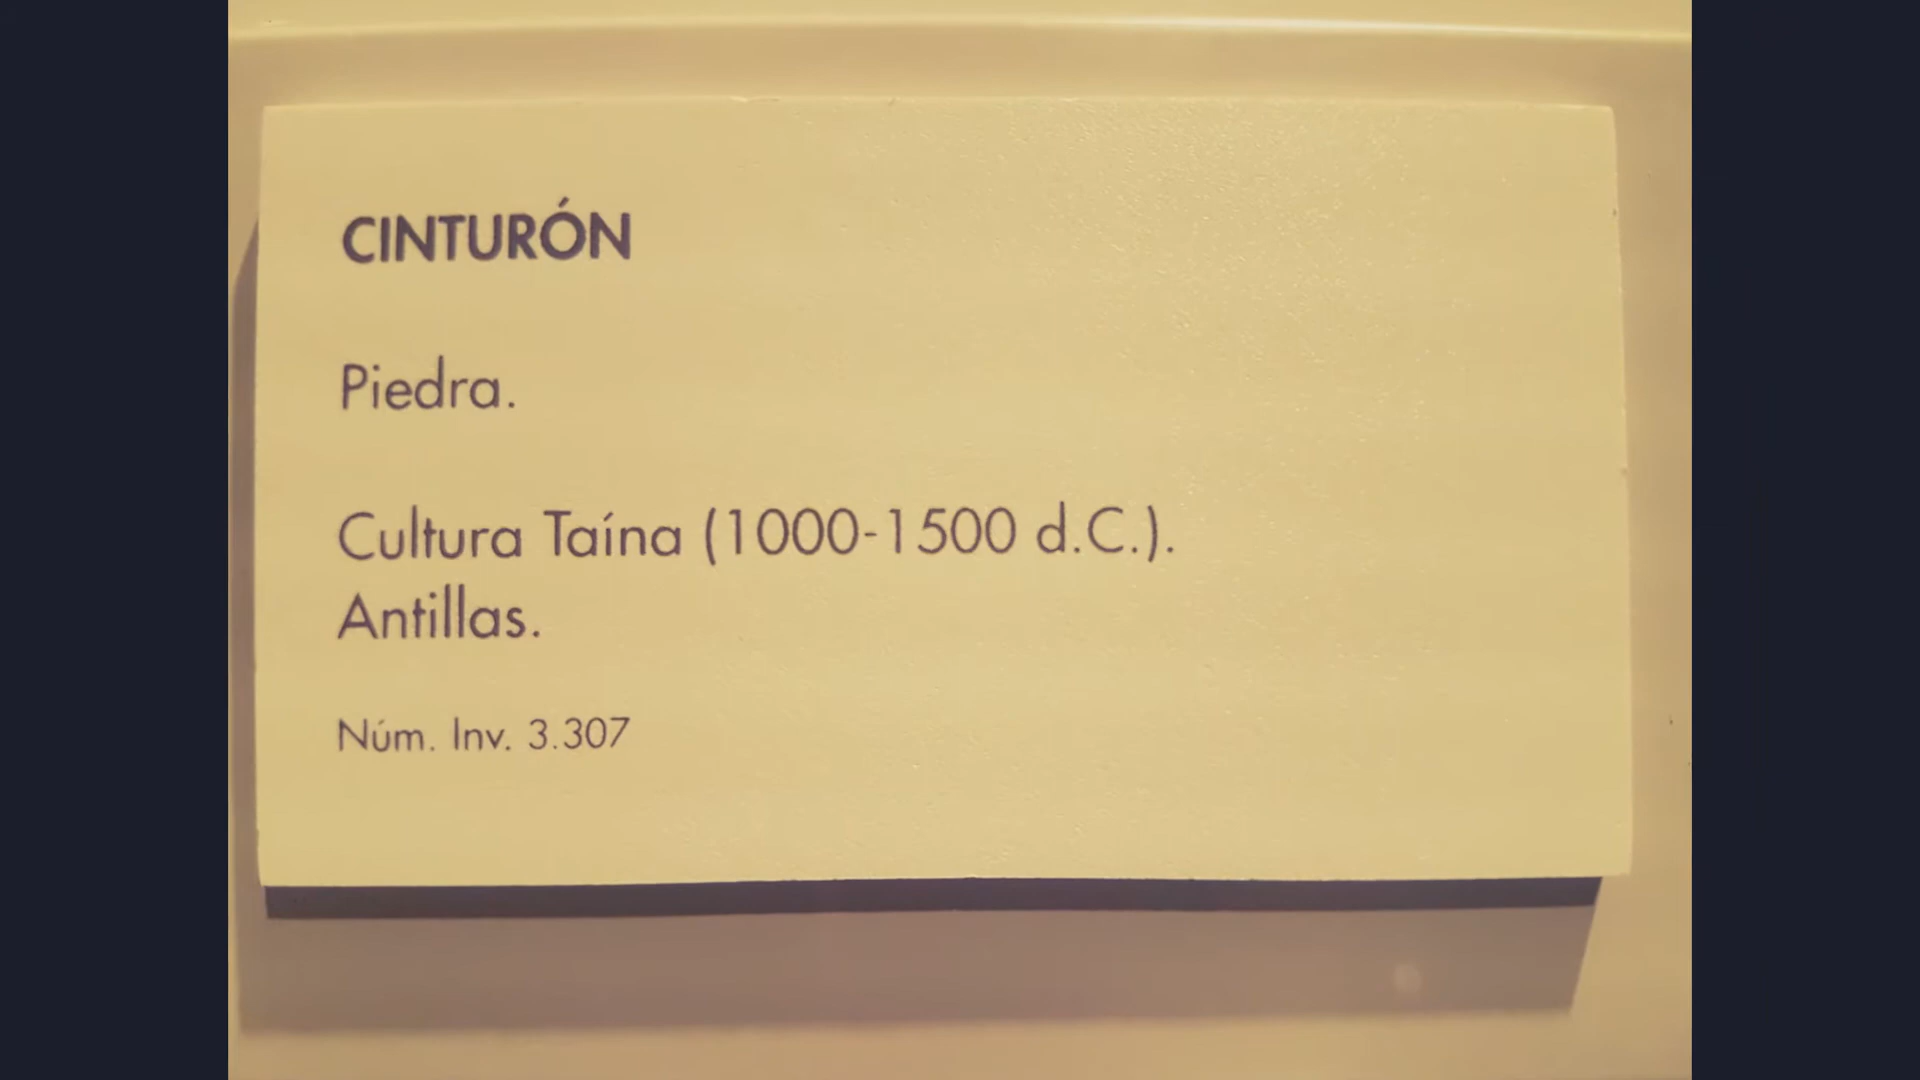 CINTURÓN
Piedra.
Cultura Taína (1000-1500 d.C.).
Antillas.
Núm. Inv. 3.307